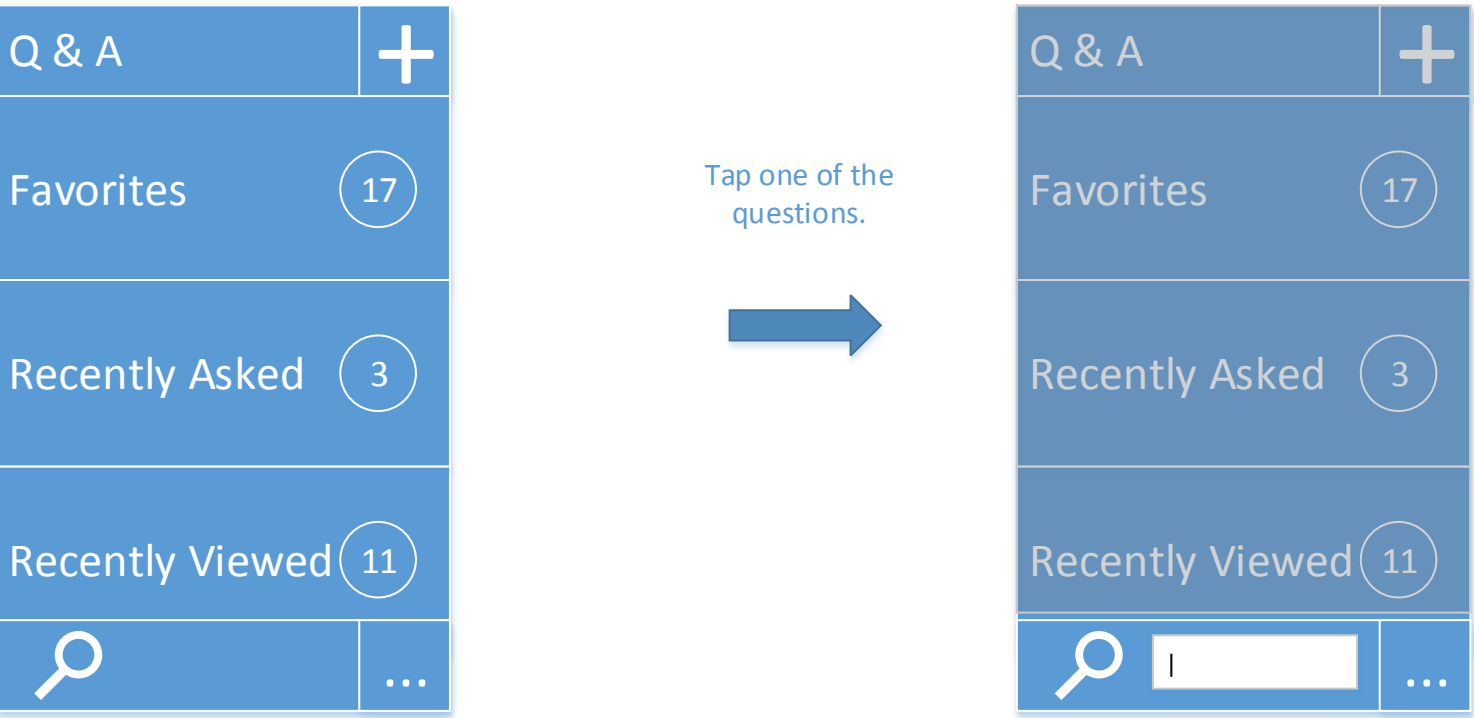 Q & A
Favorites
17
Recently Asked
3
Recently Viewed
11
...
Tap one of the
questions.
Q & A
Favorites
17
Recently Asked
3
Recently Viewed
11
...